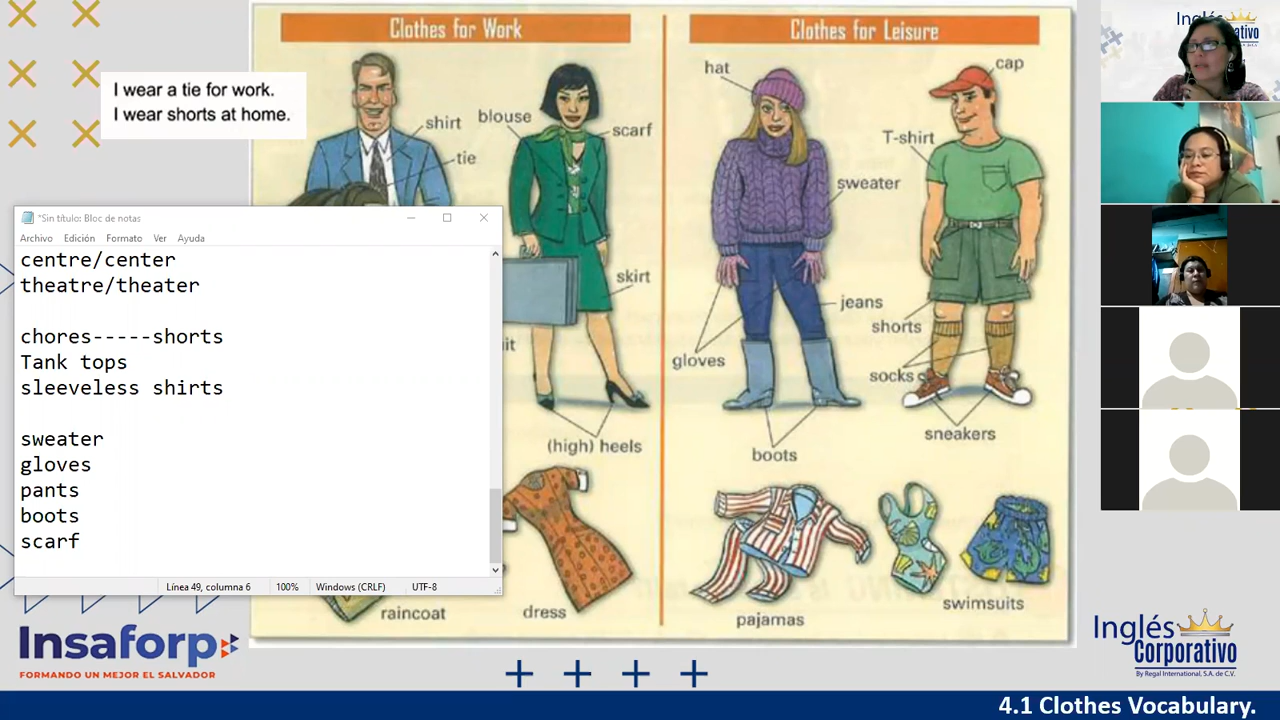 Clothes for Work
Clothes for Leisure
I wear a tie for work.
I wear shorts at home.
shirt
tie
blouse
scarf
skirt
(high) heels
raincoat
dress
hat
cap
T-shirt
sweater
jeans
shorts
gloves
socks
sneakers
boots
pajamas
swimsuits
*Sin título: Bloc de notas
Archivo Edición Formato Ver Ayuda
centre/center
theatre/theater
chores-----shorts
Tank tops
sleeveless shirts
sweater
gloves
pants
boots
scarf
Línea 49, columna 6 100% Windows (CRLF) UTF-8
Insaforp
FORMANDO UN MEJOR EL SALVADOR
Inglés
Corporativo
By Regal International, S.A. de C.V.
4.1 Clothes Vocabulary.